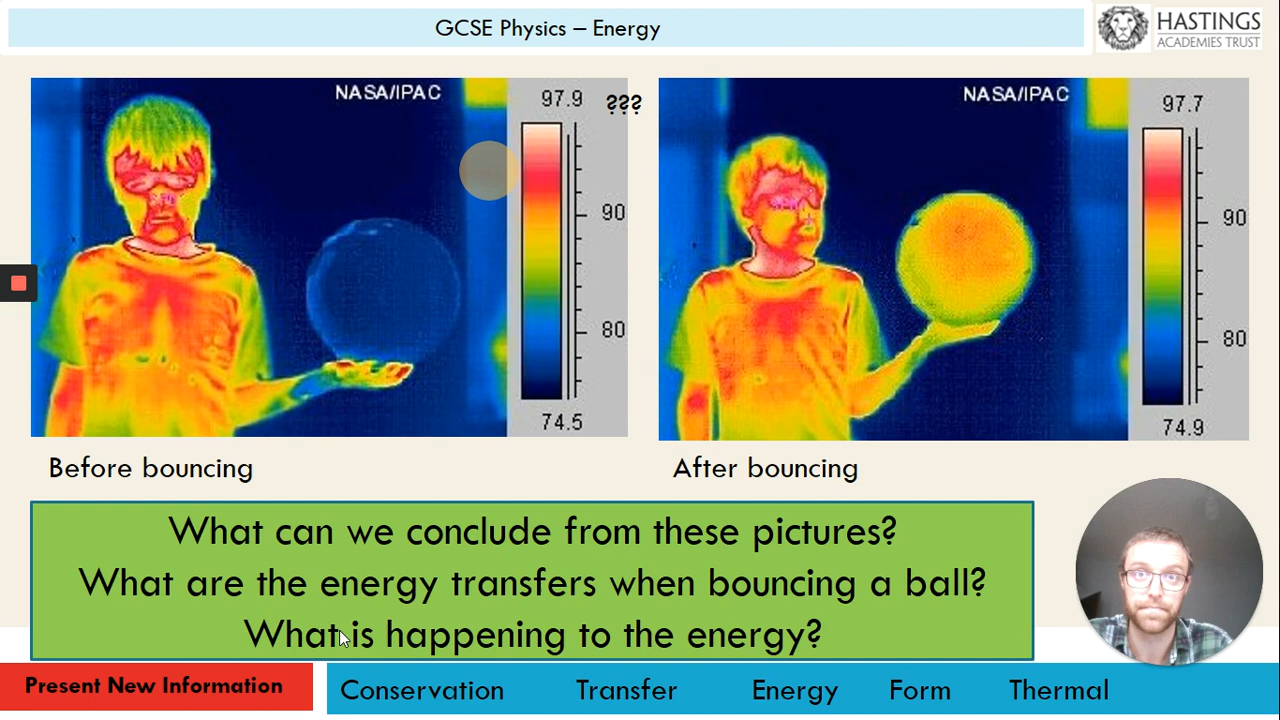 GCSE Physics – Energy
HASTINGS
ACADEMIES TRUST
NASA/IPAC
97.9
90
80
74.5
???
NASA/IPAC
97.7
90
80
74.9
Before bouncing
After bouncing
What can we conclude from these pictures?
What are the energy transfers when bouncing a ball?
What is happening to the energy?
Present New Information
Conservation Transfer Energy Form Thermal